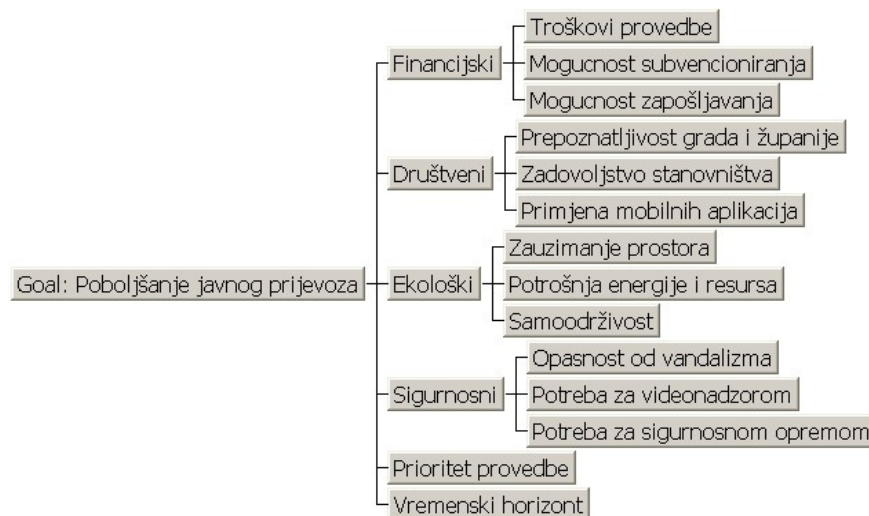 Goal: Poboljšanje javnog prijevoza
Financijski
Troškovi provedbe
Mogucnost subvencioniranja
Mogucnost zapošljavanja
Društveni
Prepoznatljivost grada i županije
Zadovoljstvo stanovništva
Primjena mobilnih aplikacija
Ekološki
Zauzimanje prostora
Potrošnja energije i resursa
Samoodrživost
Sigurnosni
Opasnost od vandalizma
Potreba za videonadzorom
Potreba za sigurnosnom opremom
Prioritet provedbe
Vremenski horizont